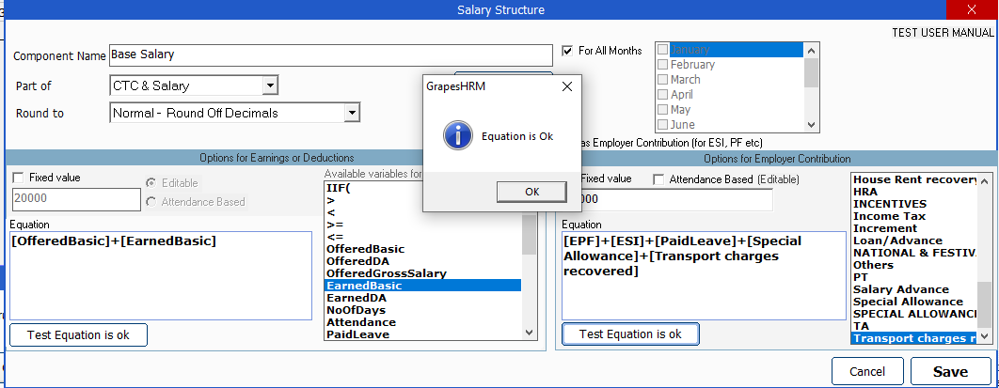 Salary Structure
X
TEST USER MANUAL
Component Name Base Salary
For All Months
January
February
March
April
May
June
Part of CTC & Salary
Round to Normal - Round Off Decimals
GrapesHRM
Equation is Ok
OK
as Employer Contribution (for ESI, PF etc)
Options for Earnings or Deductions
Fixed value
20000
Editable
Attendance Based
Available variables for
IIF(
>
<
>=
<=
OfferedBasic
OfferedDA
OfferedGrossSalary
EarnedBasic
EarnedDA
NoOfDays
Attendance
PaidLeave
Equation
[OfferedBasic]+[EarnedBasic]
Test Equation is ok
Options for Employer Contribution
Fixed value
Attendance Based (Editable)
Equation
[EPF]+[ESI]+[PaidLeave]+[Special
Allowance]+[Transport charges
recovered]
Test Equation is ok
House Rent recovery
HRA
INCENTIVES
Income Tax
Increment
Loan/Advance
NATIONAL & FESTIV
Others
PT
Salary Advance
Special Allowance
SPECIAL ALLOWANC
TA
Transport charges r
Cancel
Save